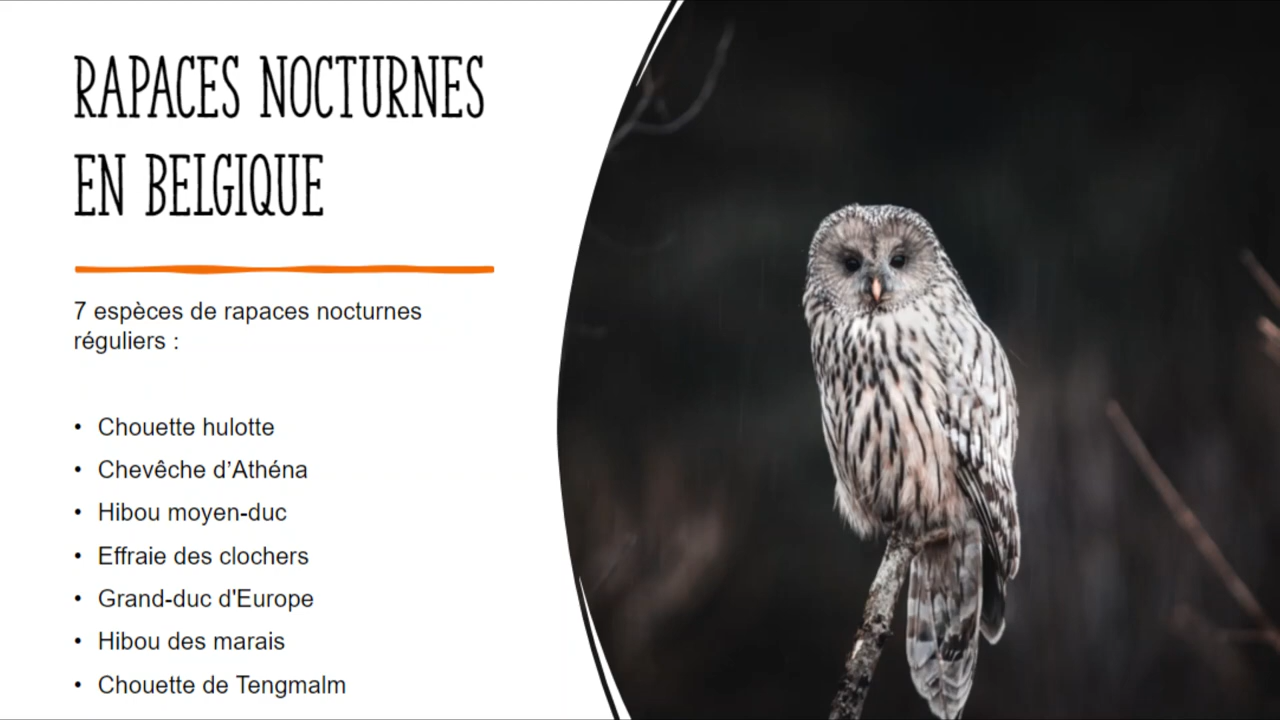 RAPACES NOCTURNES
EN BELGIQUE
7 espèces de rapaces nocturnes
réguliers :
• Chouette hulotte
• Chevêche d’Athéna
• Hibou moyen-duc
• Effraie des clochers
• Grand-duc d'Europe
• Hibou des marais
• Chouette de Tengmalm